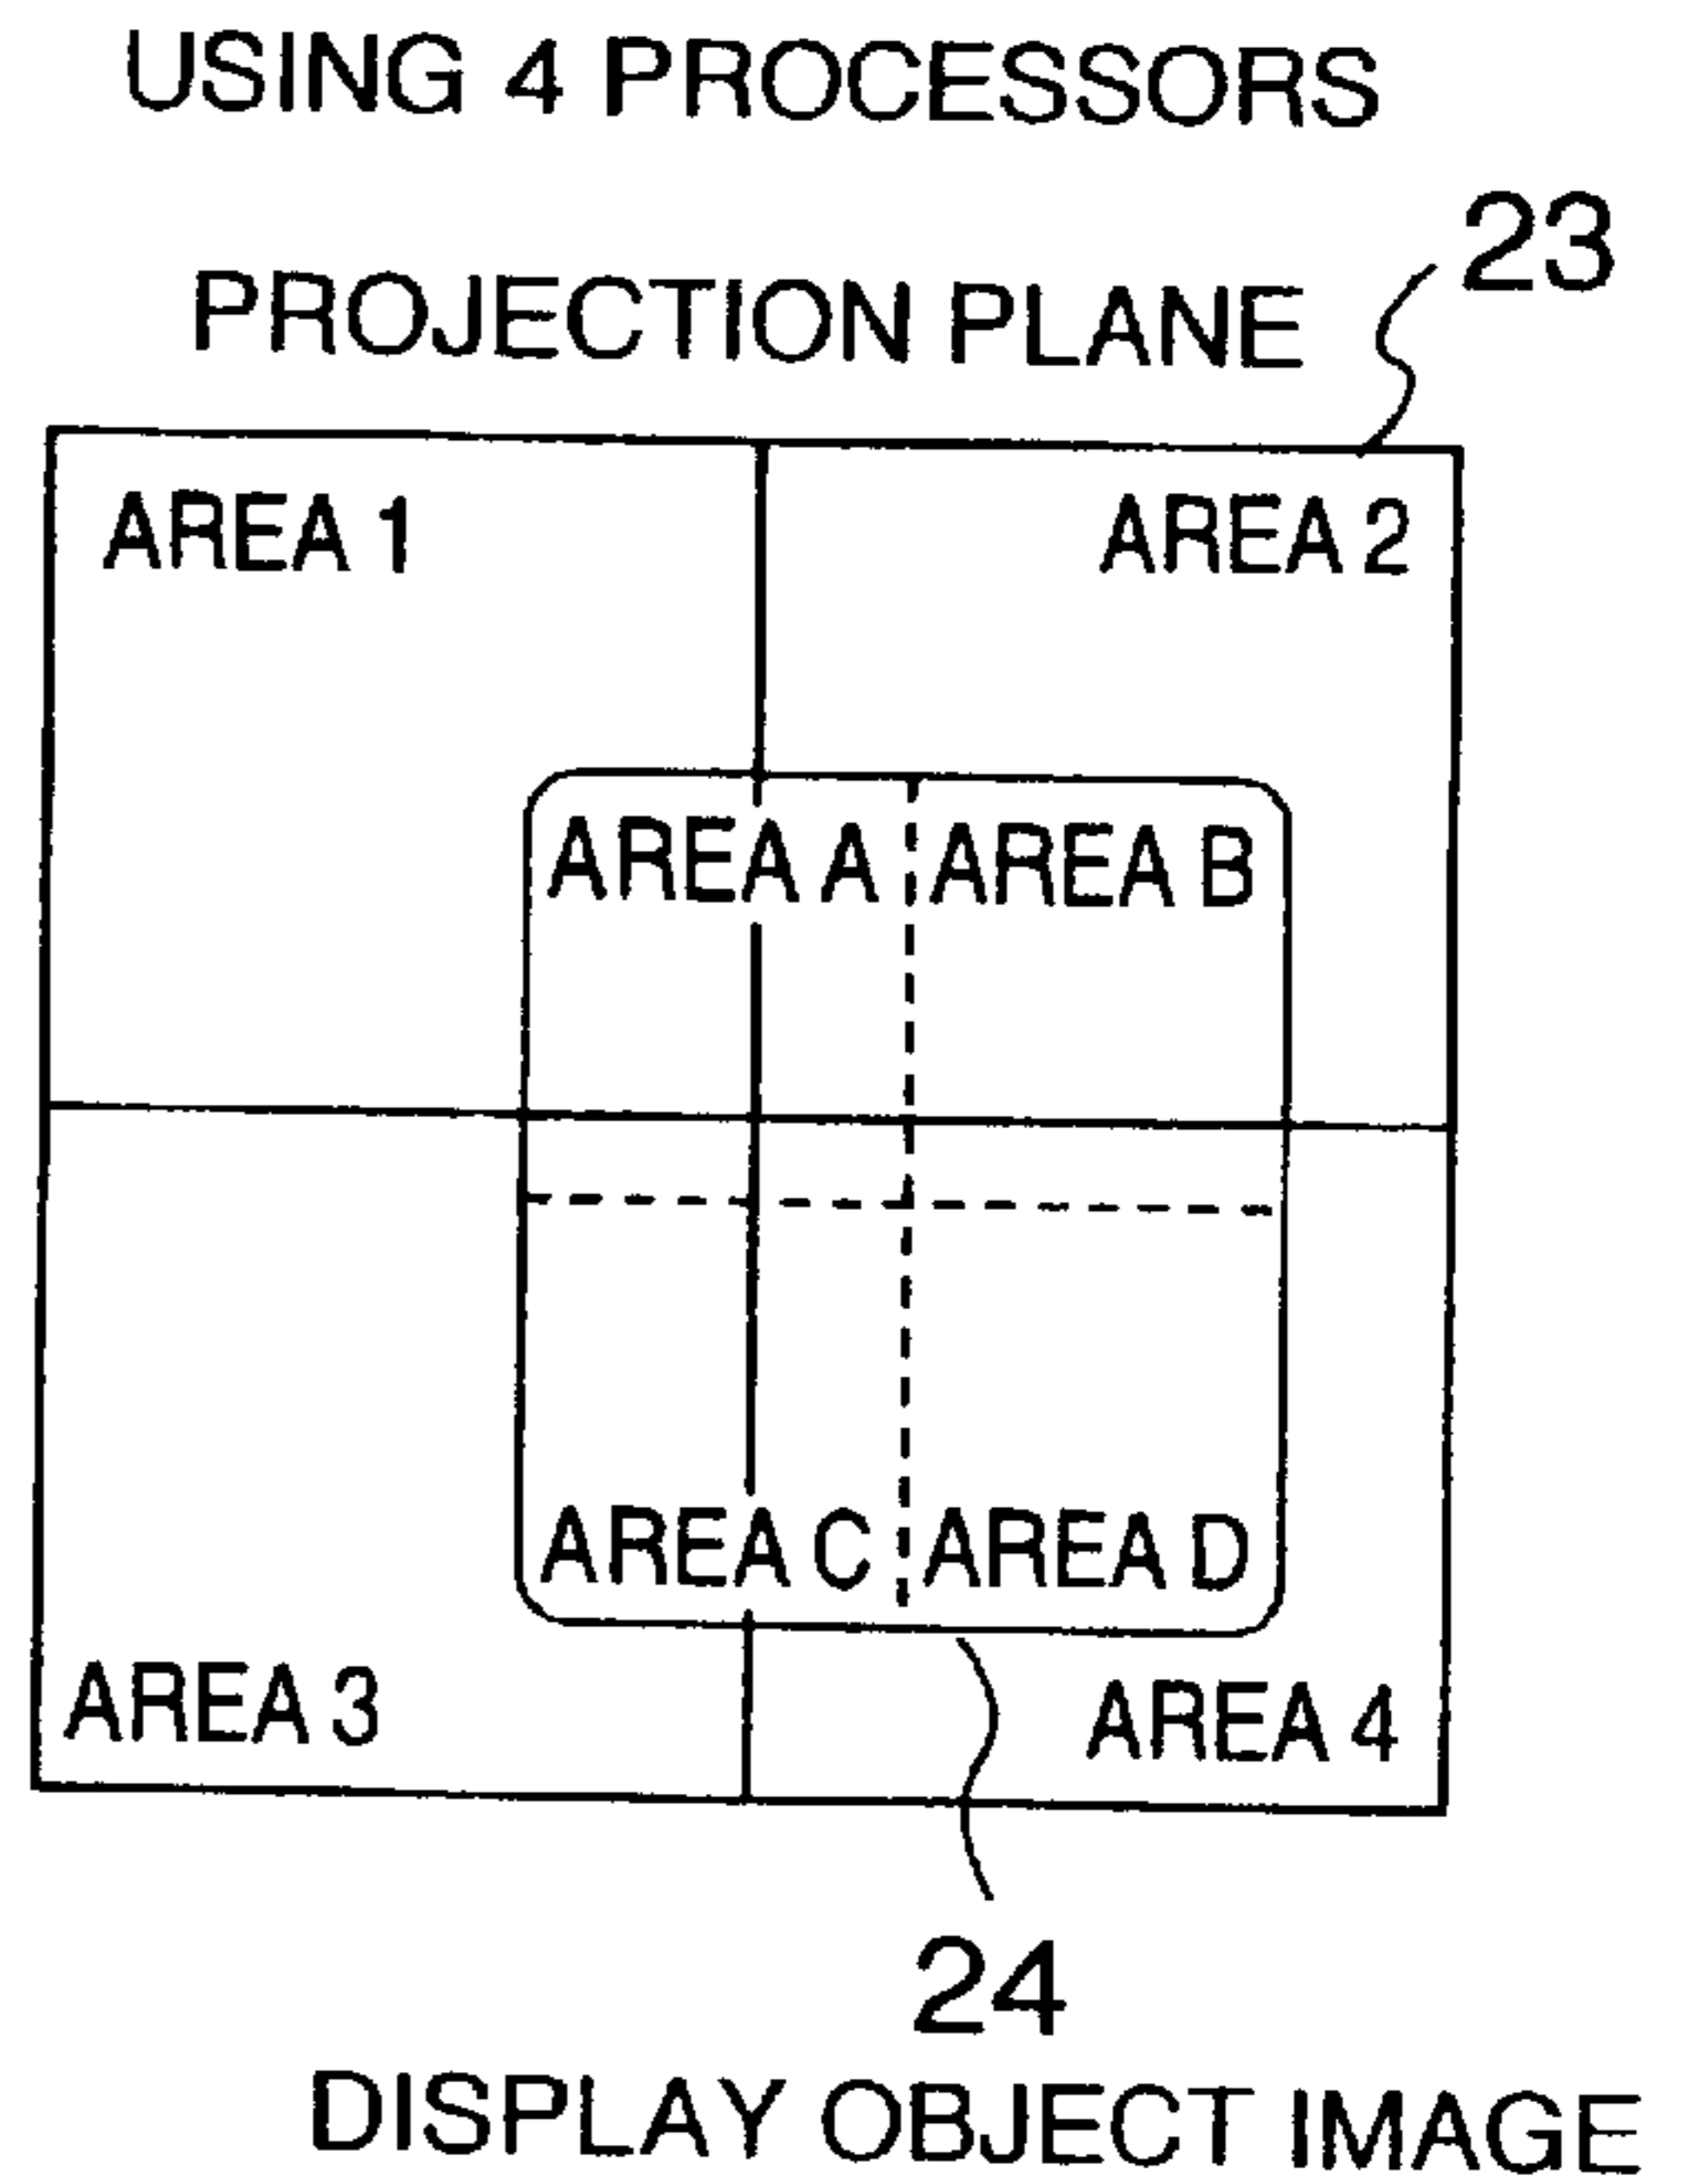 USING 4 PROCESSORS
23
PROJECTION PLANE
AREA 1
AREA 2
AREA A
AREA B
AREA C
AREA D
AREA 3
AREA 4
24
DISPLAY OBJECT IMAGE